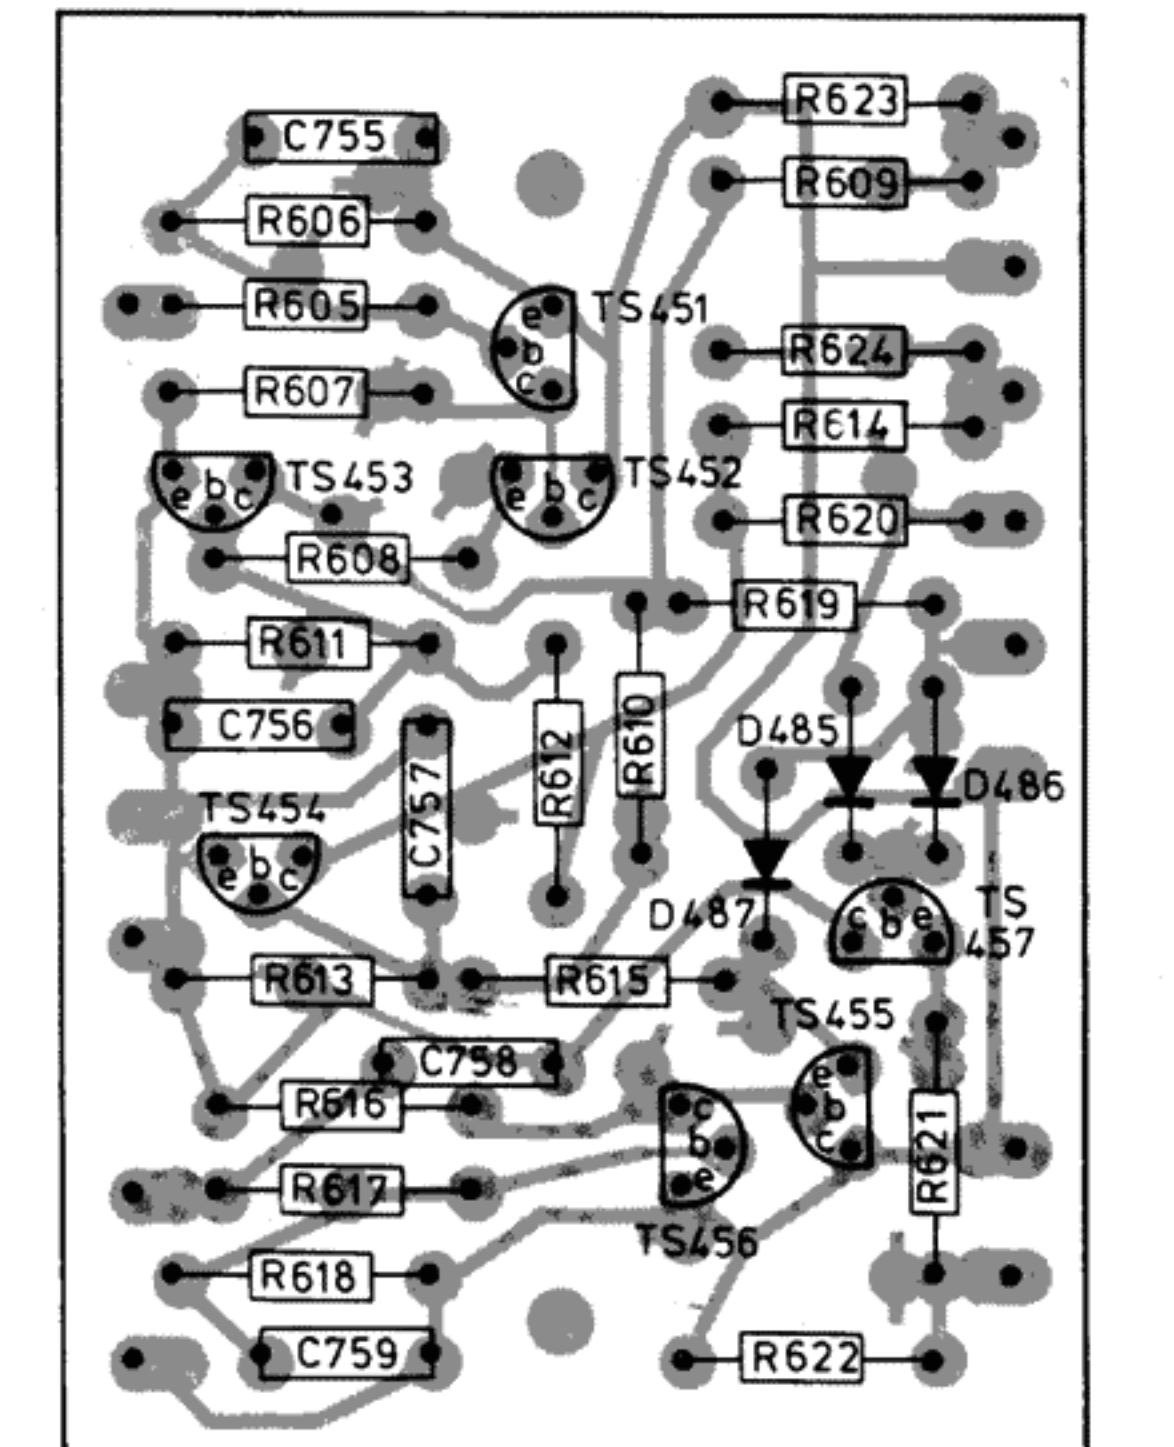 R623
C755
R609
R606
R605
TS451
e
b
c
R624
R607
R614
TS453
e b c
TS452
e b c
R620
R608
R619
R611
C756
D485
R612
R610
C757
D486
TS454
e b c
D487
TS
457
c b e
R613
R615
TS455
e
b
c
C758
R616
c
b
e
R621
R617
TS456
R618
C759
R622